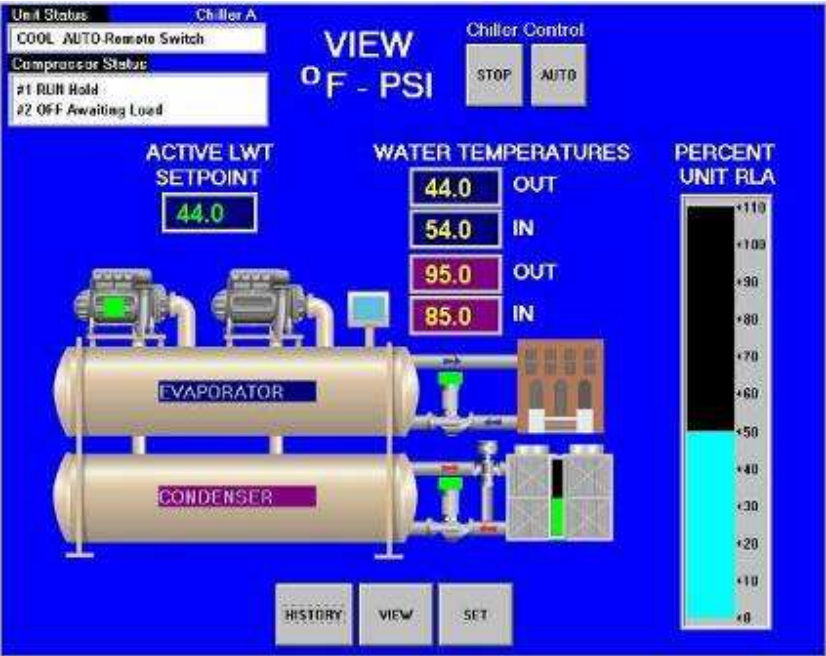 Unit Status Chiller A
COOL AUTO-Remote Switch
Compressor Status
#1 RUN Hold
#2 OFF Awaiting Load
VIEW
ºF - PSI
Chiller Control
STOP AUTO
ACTIVE LWT
SETPOINT
44.0
WATER TEMPERATURES
44.0 OUT
54.0 IN
95.0 OUT
85.0 IN
PERCENT
UNIT RLA
+110
+100
+90
+80
+70
+60
+50
+40
+30
+20
+10
+0
EVAPORATOR
CONDENSER
HISTORY VIEW SET